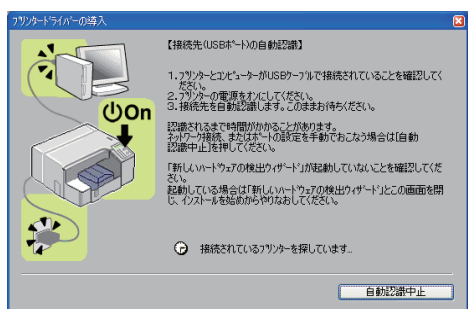 プリンタードライバーの導入
【接続先(USBポート)の自動認識】
1.プリンターとコンピューターがUSBケーブルで接続されていることを確認してく
ださい。
2.プリンターの電源をオンにしてください。
3.接続先を自動認識します。このままお待ちください。
認識されるまで時間がかかることがあります。
ネットワーク接続、またはポートの設定を手動でおこなう場合は[自動
認識中止]を押してください。
「新しいハードウェアの検出ウィザード」が起動していないことを確認してくだ
さい。
起動している場合は「新しいハードウェアの検出ウィザード」とこの画面を閉
じ、インストールを始めからやりなおしてください。
On
接続されているプリンターを探しています...
自動認識中止